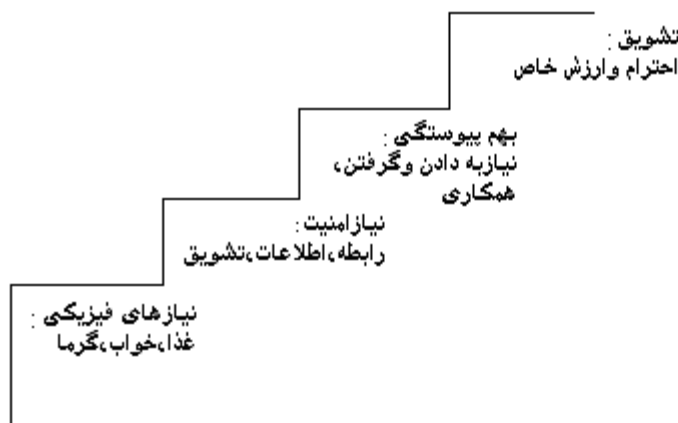 تشویق :
احترام وارزش خاص
بهم پیوستگی :
نیازبه دادن وگرفتن،
همکاری
نیازامنیت :
رابطه،اطلاعات،تشویق
نیازهای فیزیکی :
غذا،خواب،گرما